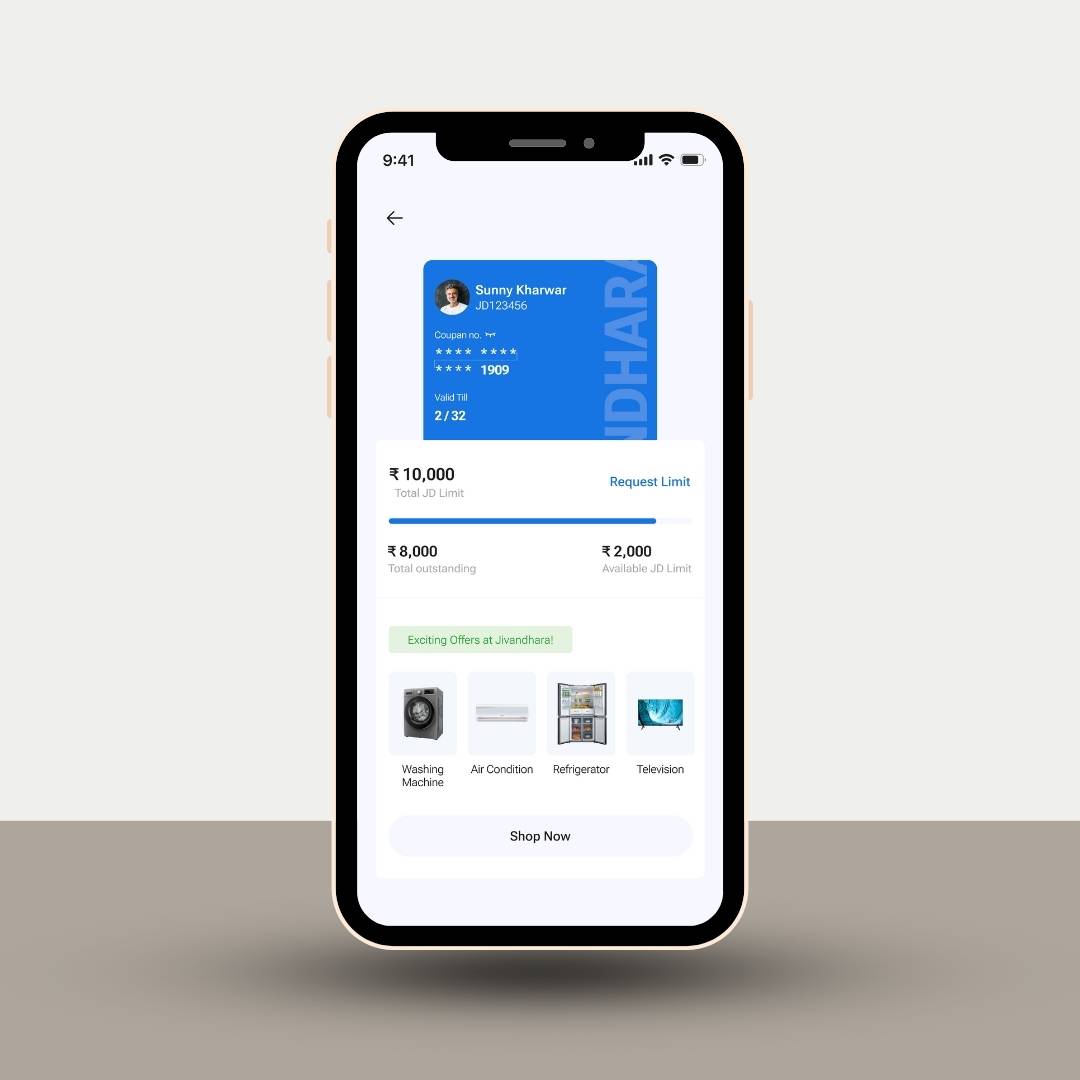 9:41
Sunny Kharwar
JD123456
Coupan no.
**** ****
**** 1909
Valid Till
2 / 32
NDHARA
₹ 10,000
Total JD Limit
Request Limit
₹ 8,000
Total outstanding
₹ 2,000
Available JD Limit
Exciting Offers at Jivandhara!
Washing
Machine
Air Condition
Refrigerator
Television
Shop Now